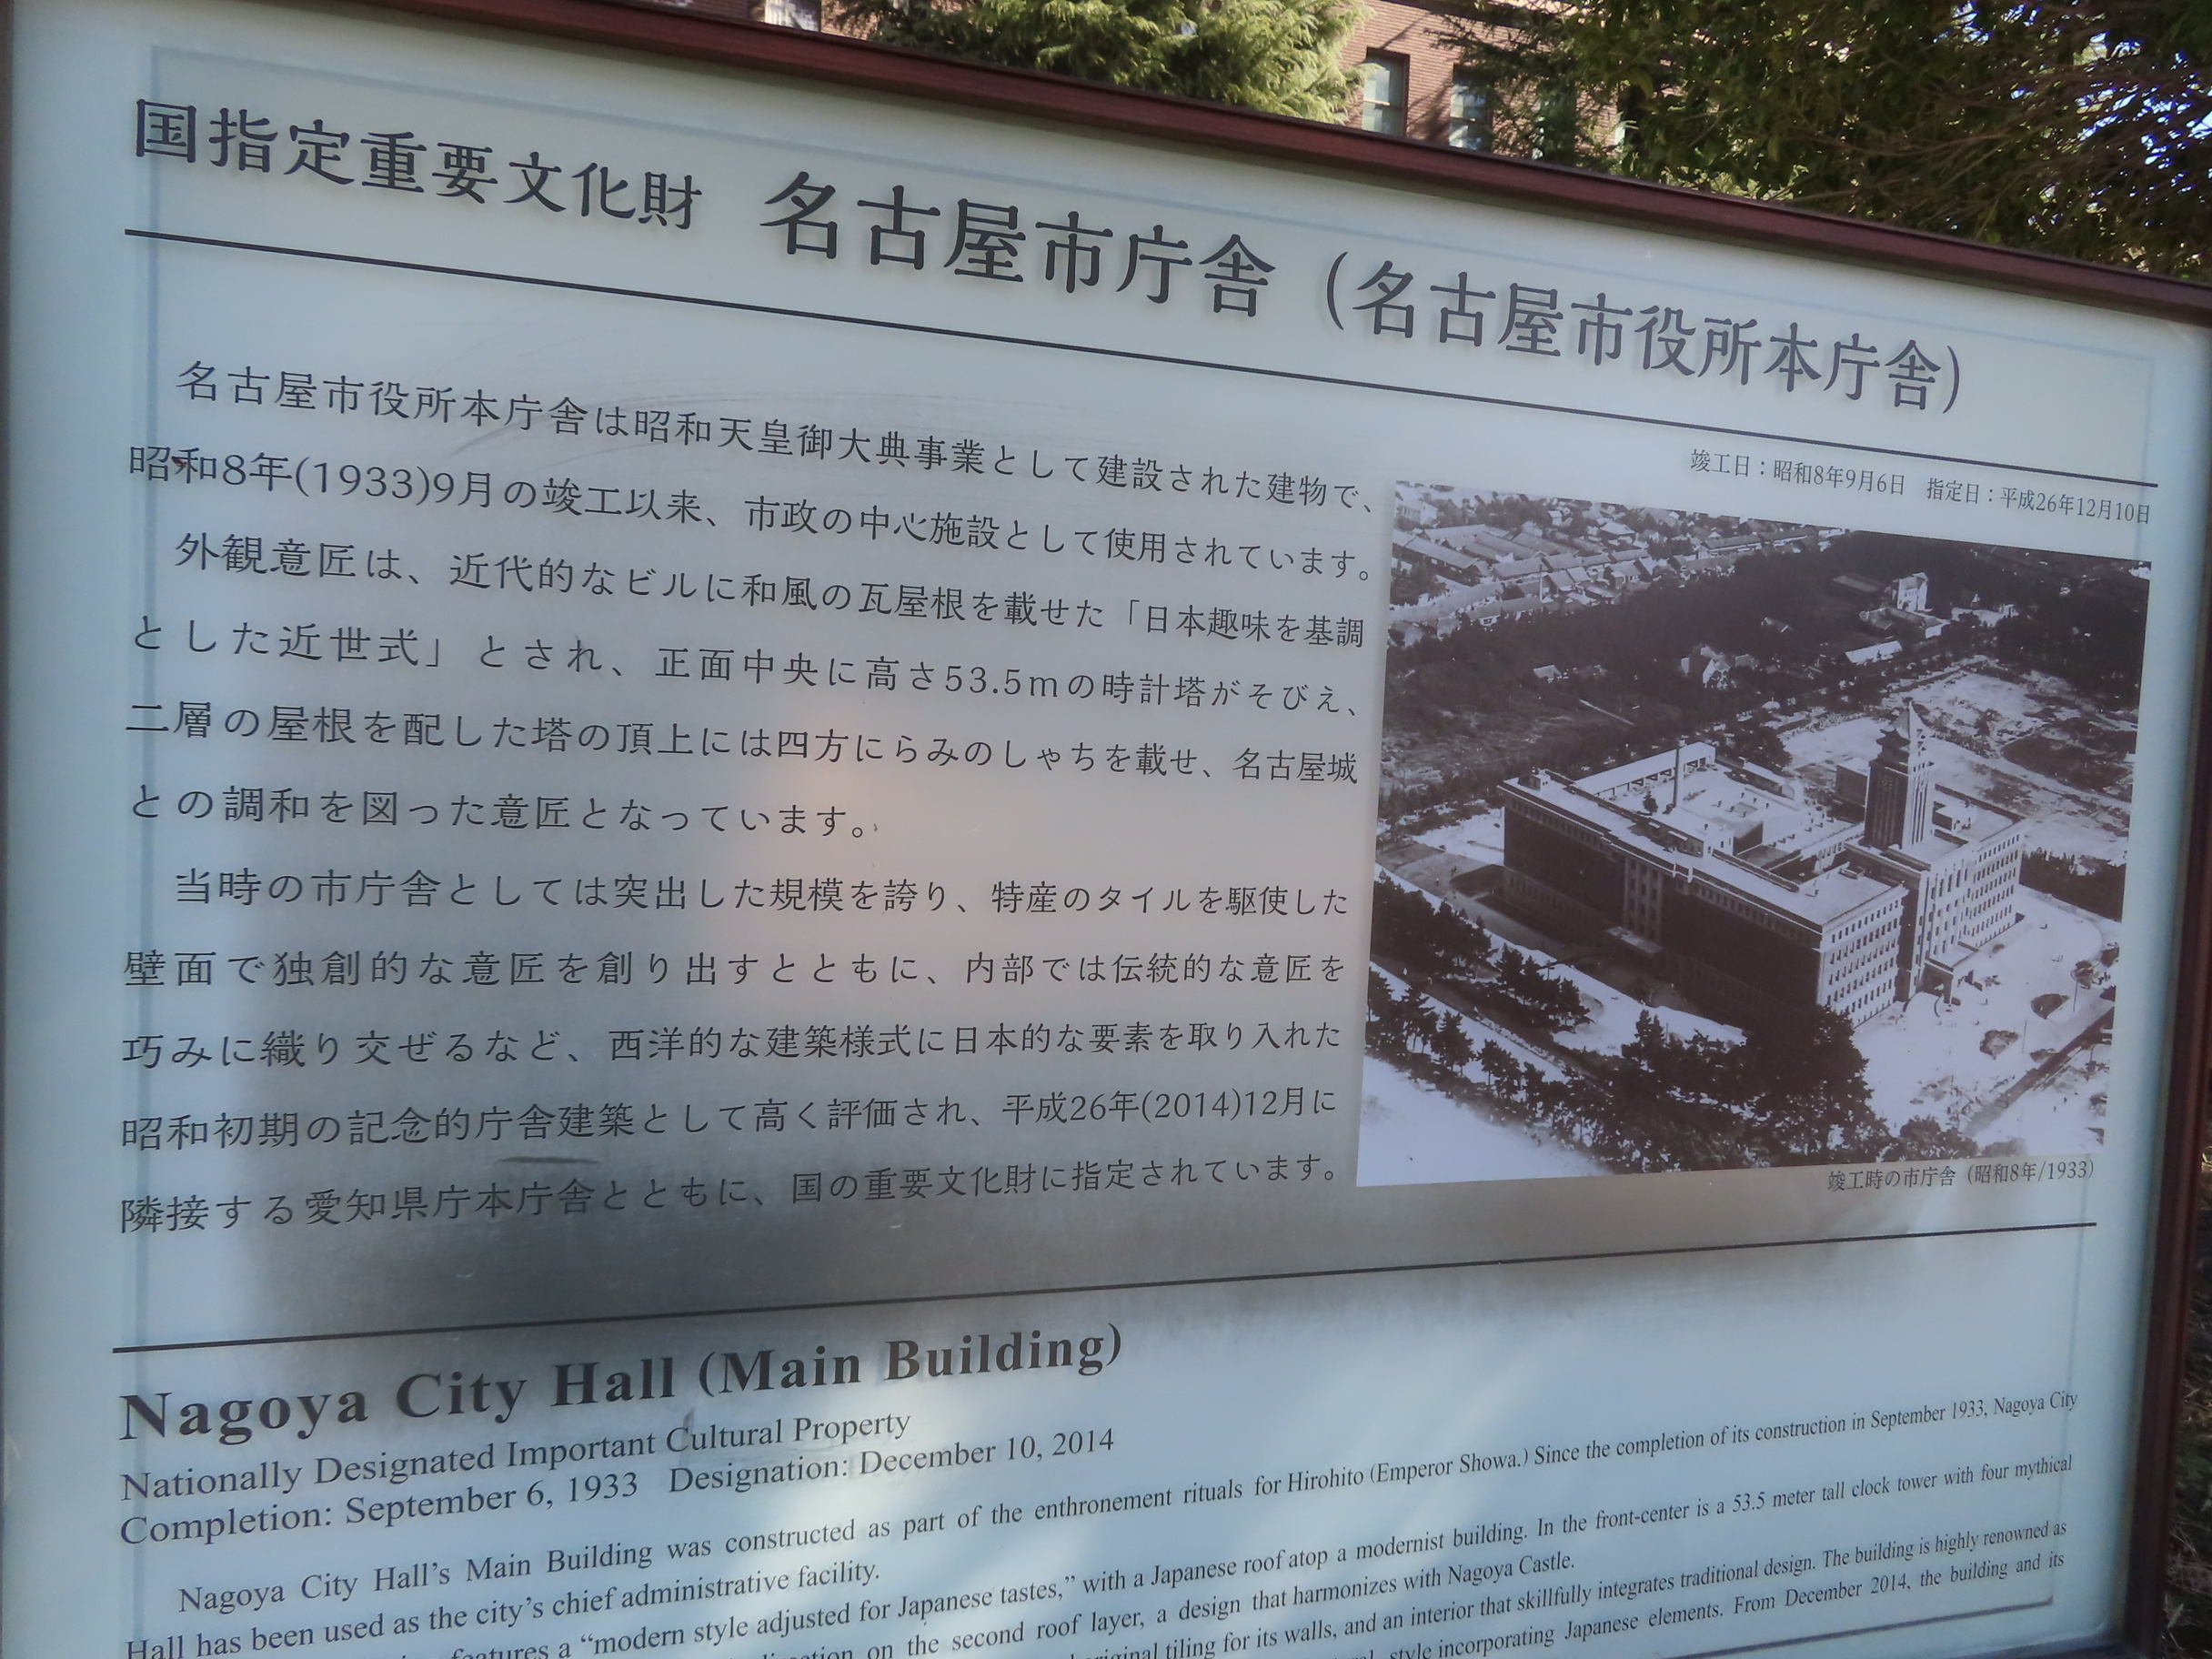 国指定重要文化財 名古屋市庁舎（名古屋市役所本庁舎）
竣工日：昭和8年9月6日 指定日：平成26年12月10日
名古屋市役所本庁舎は昭和天皇御大典事業として建設された建物で、
昭和8年(1933)9月の竣工以来、市政の中心施設として使用されています。
外観意匠は、近代的なビルに和風の瓦屋根を載せた「日本趣味を基調
とした近世式」とされ、正面中央に高さ53.5mの時計塔がそびえ、
二層の屋根を配した塔の頂上には四方にらみのしゃちを載せ、名古屋城
との調和を図った意匠となっています。
当時の市庁舎としては突出した規模を誇り、特産のタイルを駆使した
壁面で独創的な意匠を創り出すとともに、内部では伝統的な意匠を
巧みに織り交ぜるなど、西洋的な建築様式に日本的な要素を取り入れた
昭和初期の記念的庁舎建築として高く評価され、平成26年(2014)12月に
隣接する愛知県庁本庁舎とともに、国の重要文化財に指定されています。
竣工時の市庁舎（昭和8年/1933）
Nagoya City Hall (Main Building)
Nationally Designated Important Cultural Property
Completion: September 6, 1933 Designation: December 10, 2014
Nagoya City Hall's Main Building was constructed as part of the enthronement rituals for Hirohito (Emperor Showa.) Since the completion of its construction in September 1933, Nagoya City
Hall has been used as the city's chief administrative facility.
features a “modern style adjusted for Japanese tastes,” with a Japanese roof atop a modernist building. In the front-center is a 53.5 meter tall clock tower with four mythical
on the second roof layer, a design that harmonizes with Nagoya Castle.
tiling for its walls, and an interior that skillfully integrates traditional design. The building is highly renowned as
style incorporating Japanese elements. From December 2014, the building and its